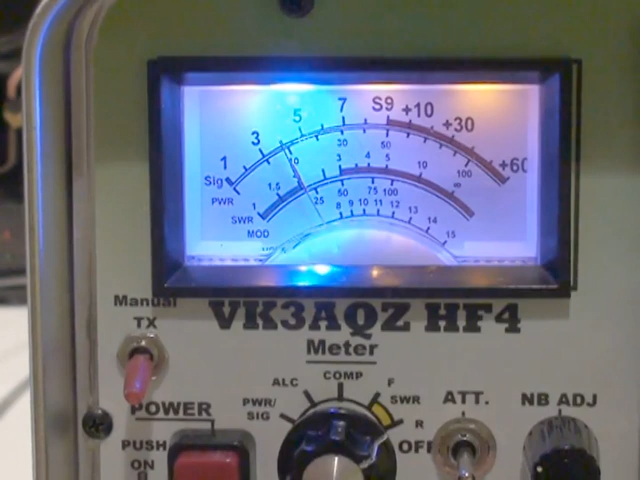 1 3 5 7 S9 +10 +30 +60
Sig
PWR 30 50 100
SWR 1 1.5 3 4 5 10 ∞
MOD 25 50 75 100
8 9 10 11 12 13 14 15
VK3AQZ HF4
Manual
TX
Meter
PWR/
SIG
ALC
COMP
F
SWR
R
OFF
ATT.
NB ADJ
POWER
PUSH
ON